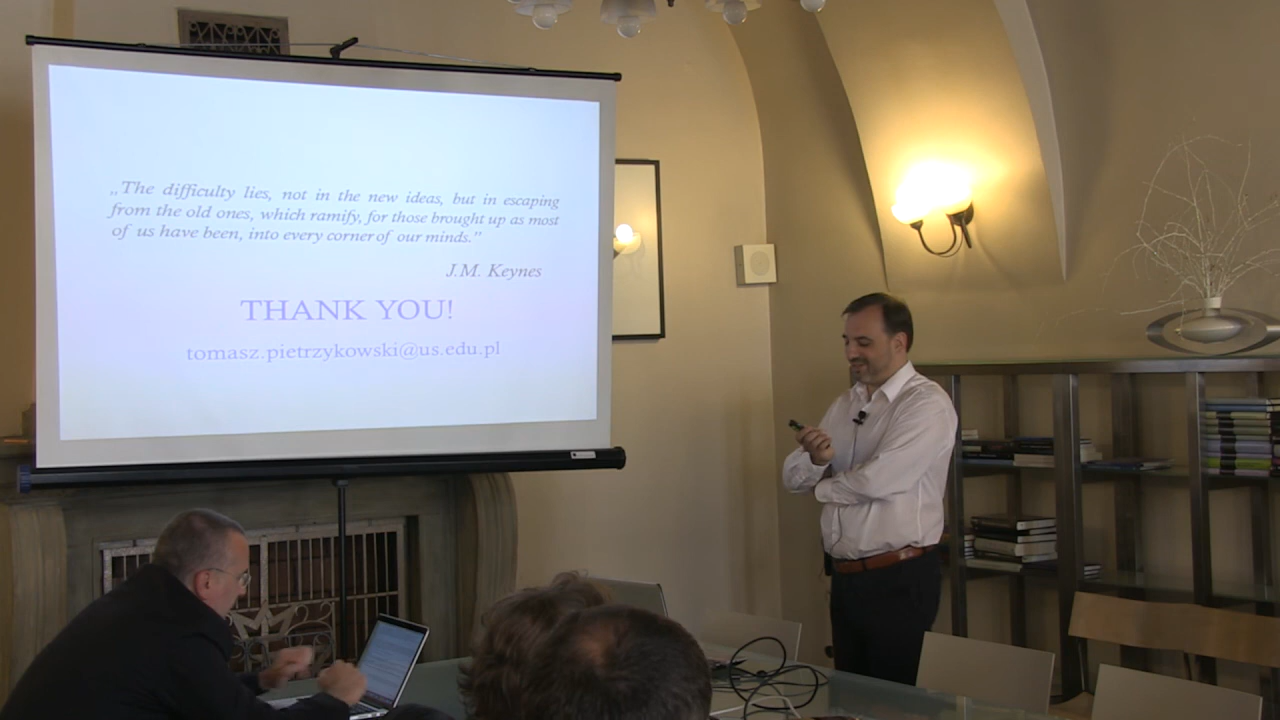 „The difficulty lies, not in the new ideas, but in escaping
from the old ones, which ramify, for those brought up as most
of us have been, into every corner of our minds."
J.M. Keynes
THANK YOU!
tomasz.pietrzykowski@us.edu.pl